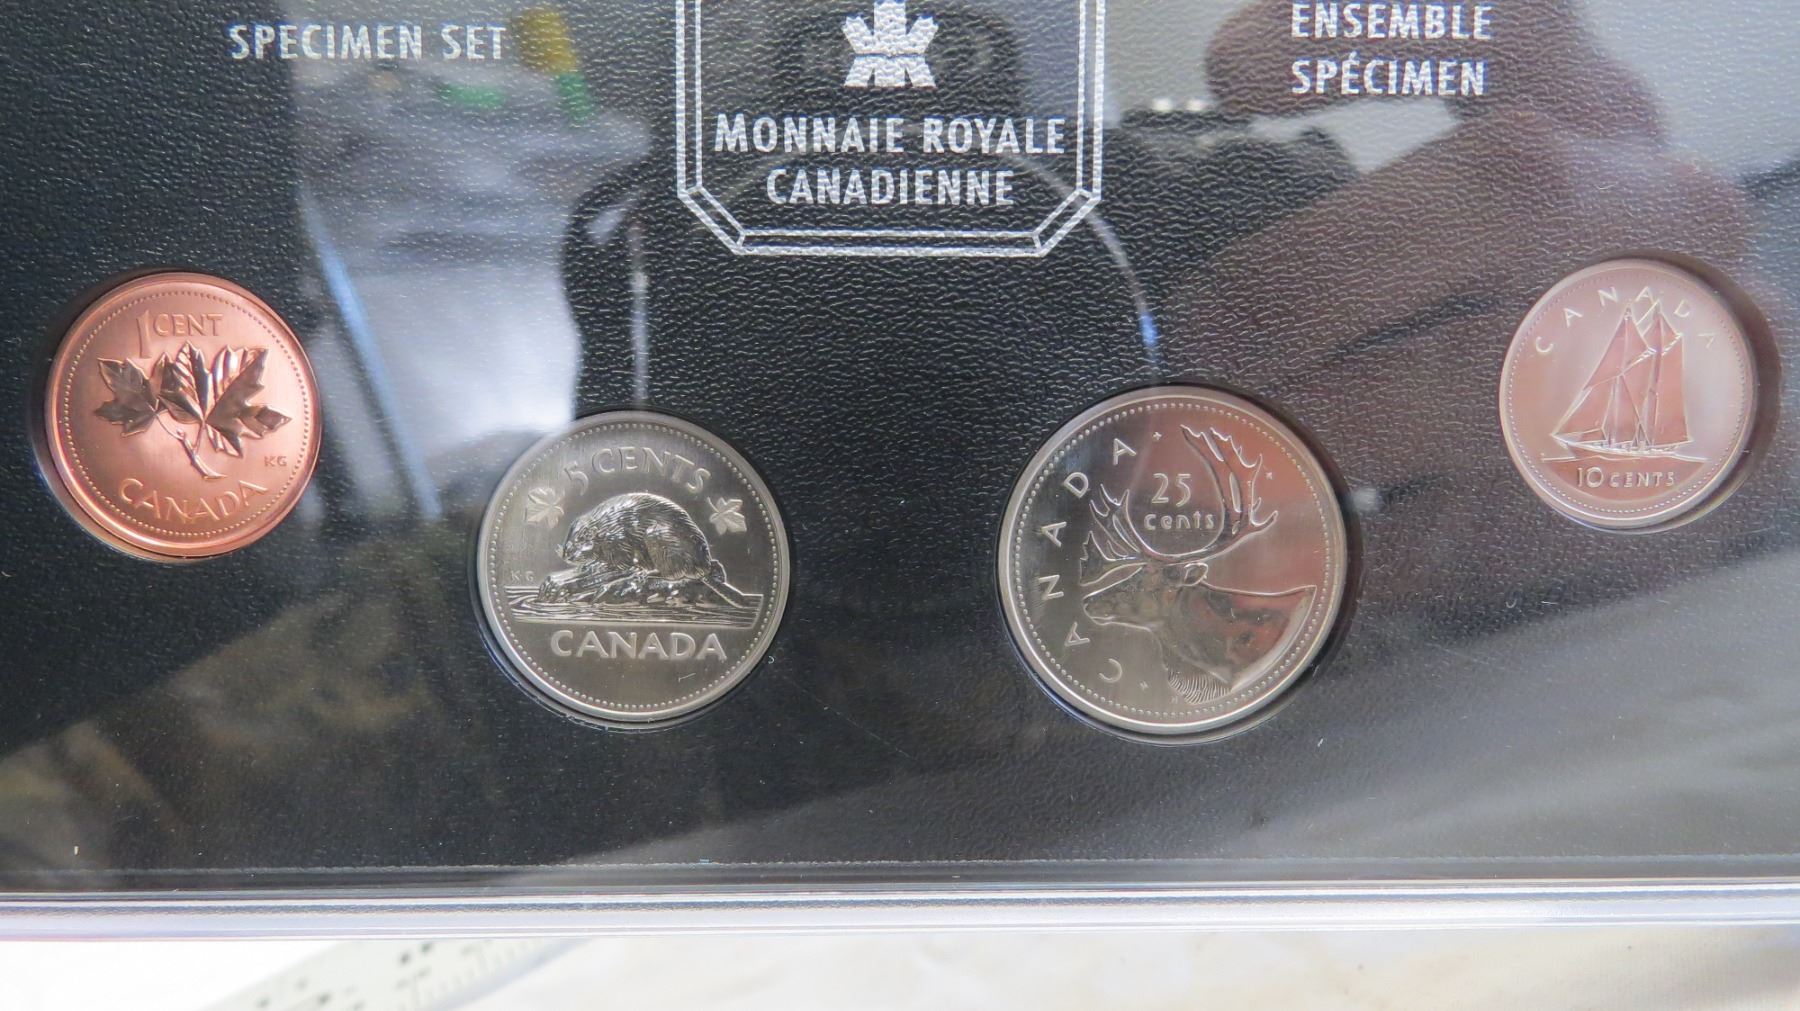 SPECIMEN SET
MONNAIE ROYALE
CANADIENNE
ENSEMBLE
SPÉCIMEN
1 CENT
KG
CANADA
5 CENTS
KG
CANADA
CANADA
25
cents
CANADA
10 CENTS